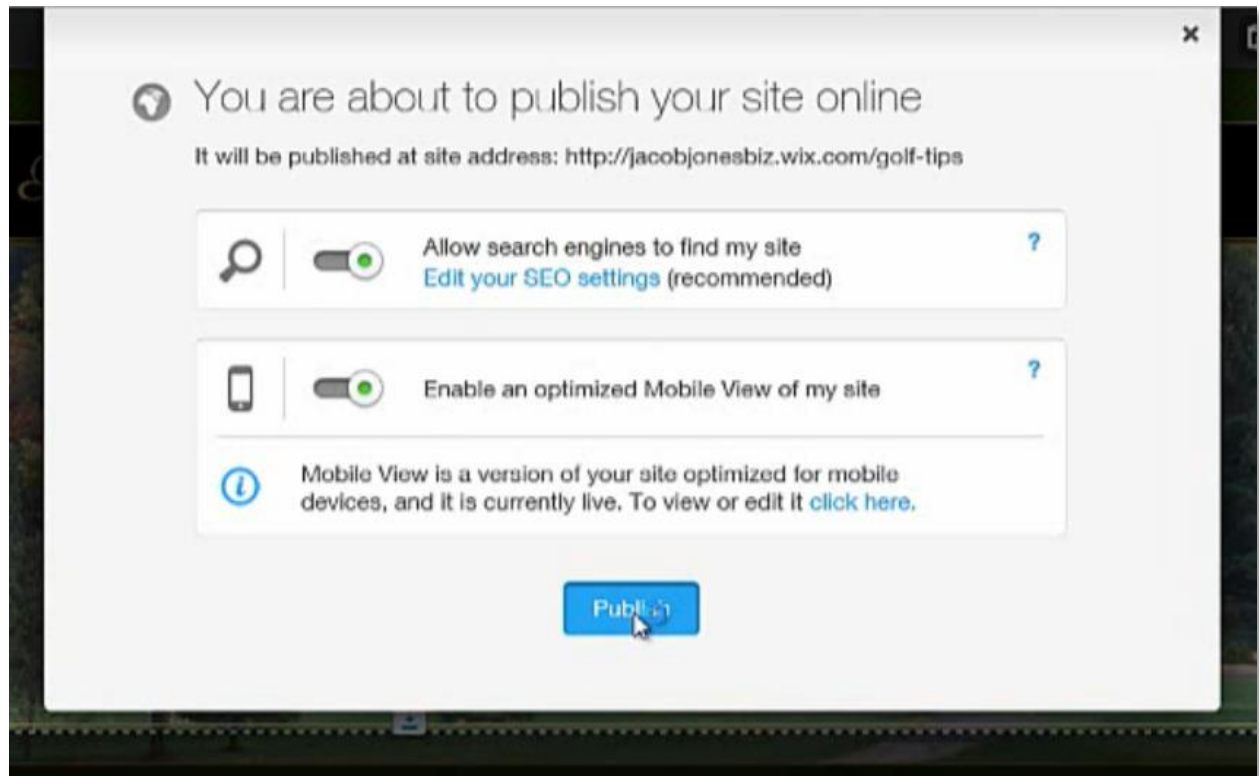 You are about to publish your site online
It will be published at site address: http://jacobjonesbiz.wix.com/golf-tips
Allow search engines to find my site
?
Edit your SEO settings (recommended)
Enable an optimized Mobile View of my site
?
Mobile View is a version of your site optimized for mobile
devices, and it is currently live. To view or edit it click here.
Publish